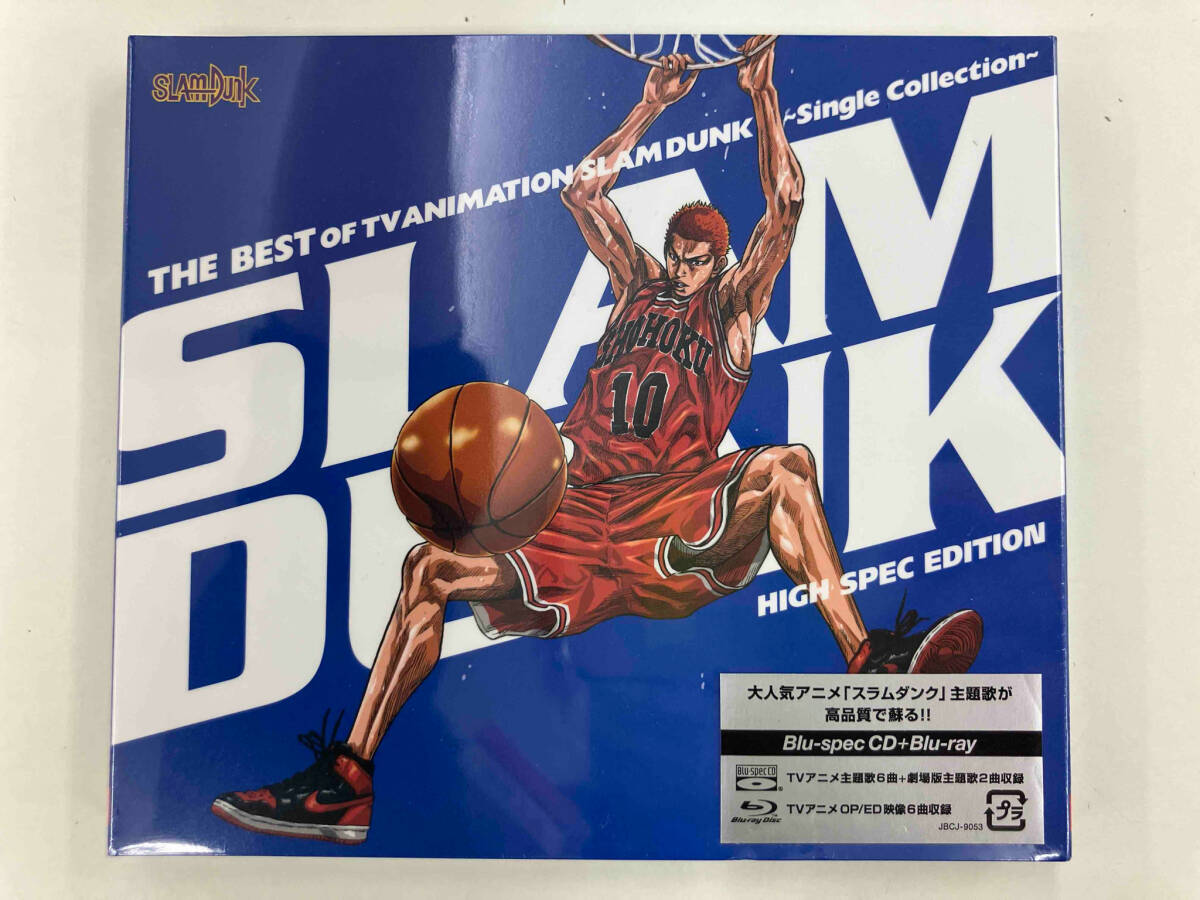 SLAM DUNK
THE BEST OF TV ANIMATION SLAM DUNK ~Single Collection~
SLAM
DUNK
SHOHOKU
10
HIGH SPEC EDITION
大人気アニメ「スラムダンク」主題歌が
高品質で蘇る!!
Blu-spec CD+Blu-ray
Blu-specCD
TVアニメ主題歌6曲+劇場版主題歌2曲収録
Blu-ray Disc
TVアニメOP/ED映像6曲収録
プラ
JBCJ-9053